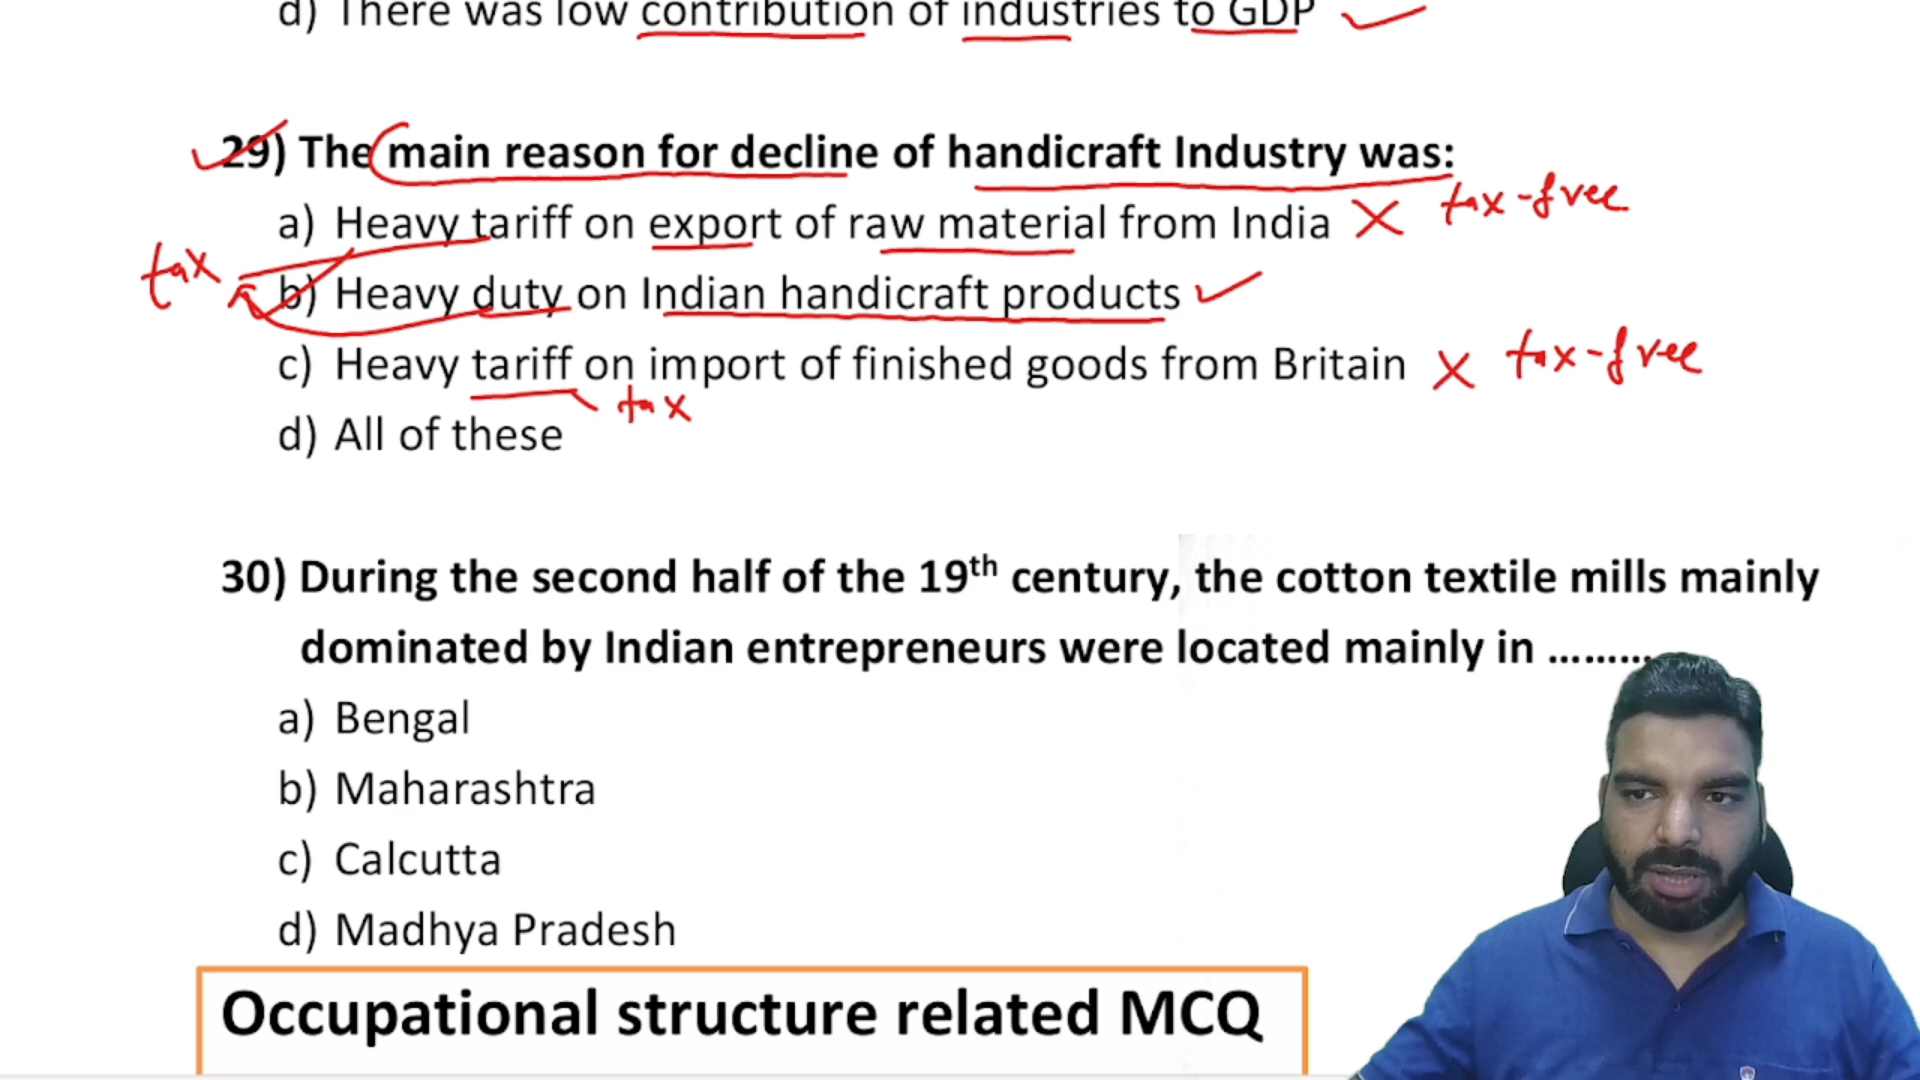 d) There was low contribution of industries to GDP
29) The main reason for decline of handicraft Industry was:
a) Heavy tariff on export of raw material from India X tax-free
tax b) Heavy duty on Indian handicraft products
c) Heavy tariff on import of finished goods from Britain X tax-free
tax
d) All of these
30) During the second half of the 19th century, the cotton textile mills mainly
dominated by Indian entrepreneurs were located mainly in .........
a) Bengal
b) Maharashtra
c) Calcutta
d) Madhya Pradesh
Occupational structure related MCQ